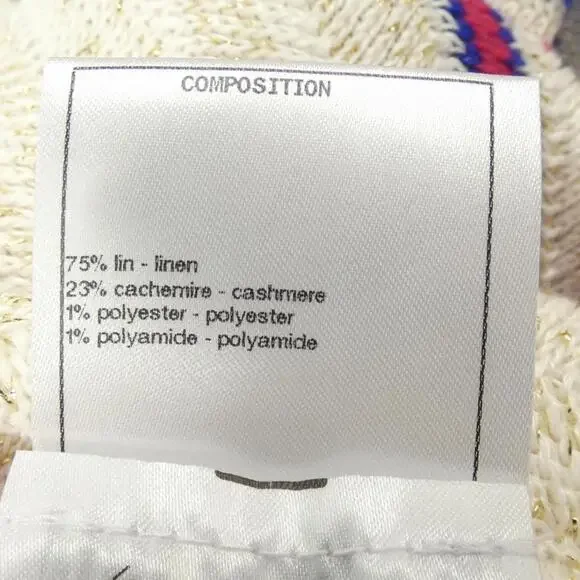 COMPOSITION
75% lin - linen
23% cachemire - cashmere
1% polyester - polyester
1% polyamide - polyamide